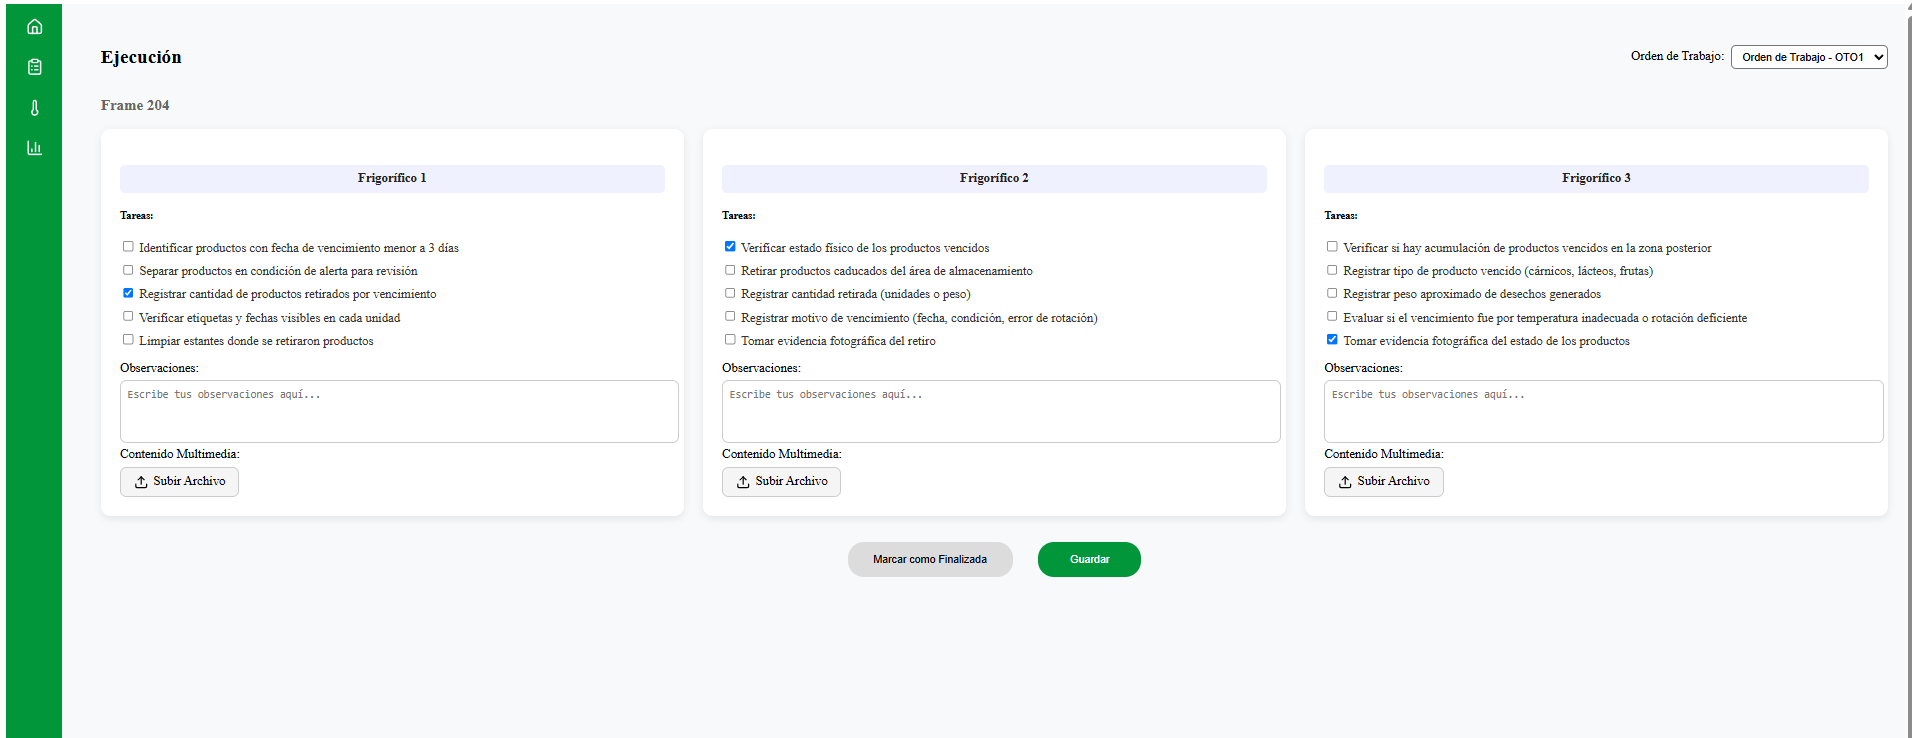 Ejecución
Orden de Trabajo:
Orden de Trabajo - OTO1
Frame 204
Frigorífico 1
Tareas:
Identificar productos con fecha de vencimiento menor a 3 días
Separar productos en condición de alerta para revisión
Registrar cantidad de productos retirados por vencimiento
Verificar etiquetas y fechas visibles en cada unidad
Limpiar estantes donde se retiraron productos
Observaciones:
Escribe tus observaciones aquí...
Contenido Multimedia:
Subir Archivo
Frigorífico 2
Tareas:
Verificar estado físico de los productos vencidos
Retirar productos caducados del área de almacenamiento
Registrar cantidad retirada (unidades o peso)
Registrar motivo de vencimiento (fecha, condición, error de rotación)
Tomar evidencia fotográfica del retiro
Observaciones:
Escribe tus observaciones aquí...
Contenido Multimedia:
Subir Archivo
Frigorífico 3
Tareas:
Verificar si hay acumulación de productos vencidos en la zona posterior
Registrar tipo de producto vencido (cárnicos, lácteos, frutas)
Registrar peso aproximado de desechos generados
Evaluar si el vencimiento fue por temperatura inadecuada o rotación deficiente
Tomar evidencia fotográfica del estado de los productos
Observaciones:
Escribe tus observaciones aquí...
Contenido Multimedia:
Subir Archivo
Marcar como Finalizada
Guardar